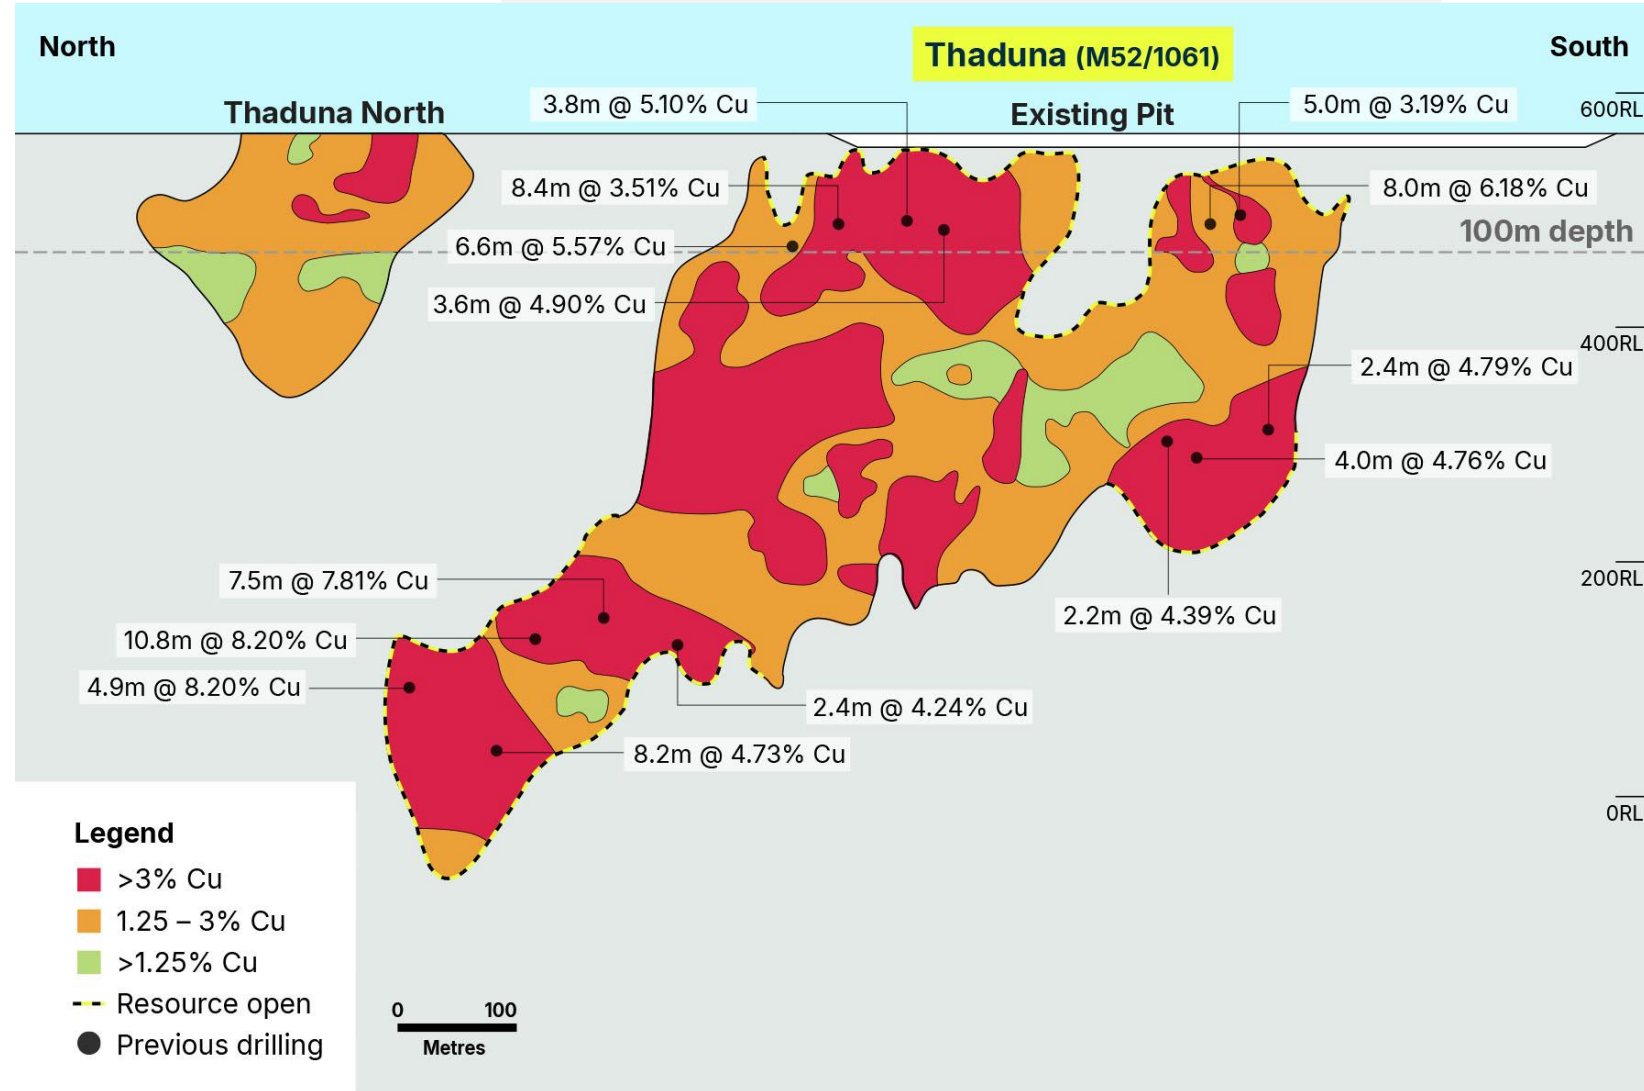 North
Thaduna (M52/1061)
South
Thaduna North
3.8m @ 5.10% Cu
Existing Pit
5.0m @ 3.19% Cu
600RL
8.4m @ 3.51% Cu
8.0m @ 6.18% Cu
6.6m @ 5.57% Cu
100m depth
3.6m @ 4.90% Cu
400RL
2.4m @ 4.79% Cu
4.0m @ 4.76% Cu
7.5m @ 7.81% Cu
200RL
2.2m @ 4.39% Cu
10.8m @ 8.20% Cu
4.9m @ 8.20% Cu
2.4m @ 4.24% Cu
8.2m @ 4.73% Cu
0RL
Legend
>3% Cu
1.25 – 3% Cu
>1.25% Cu
Resource open
Previous drilling
0 100
Metres